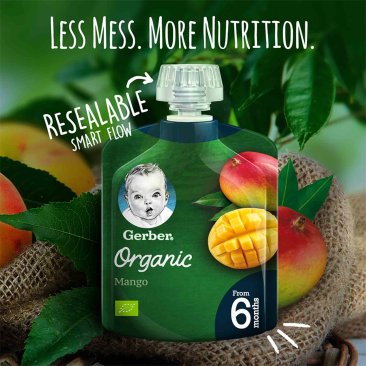 LESS MESS. MORE NUTRITION.
RESEALABLE
SMART FLOW
Gerber®
Organic
Mango
From
6
months